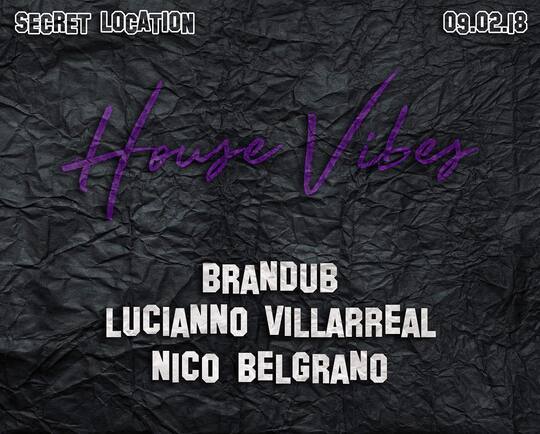 SECRET LOCATION
09.02.18
House Vibes
BRANDUB
LUCIANNO VILLARREAL
NICO BELGRANO